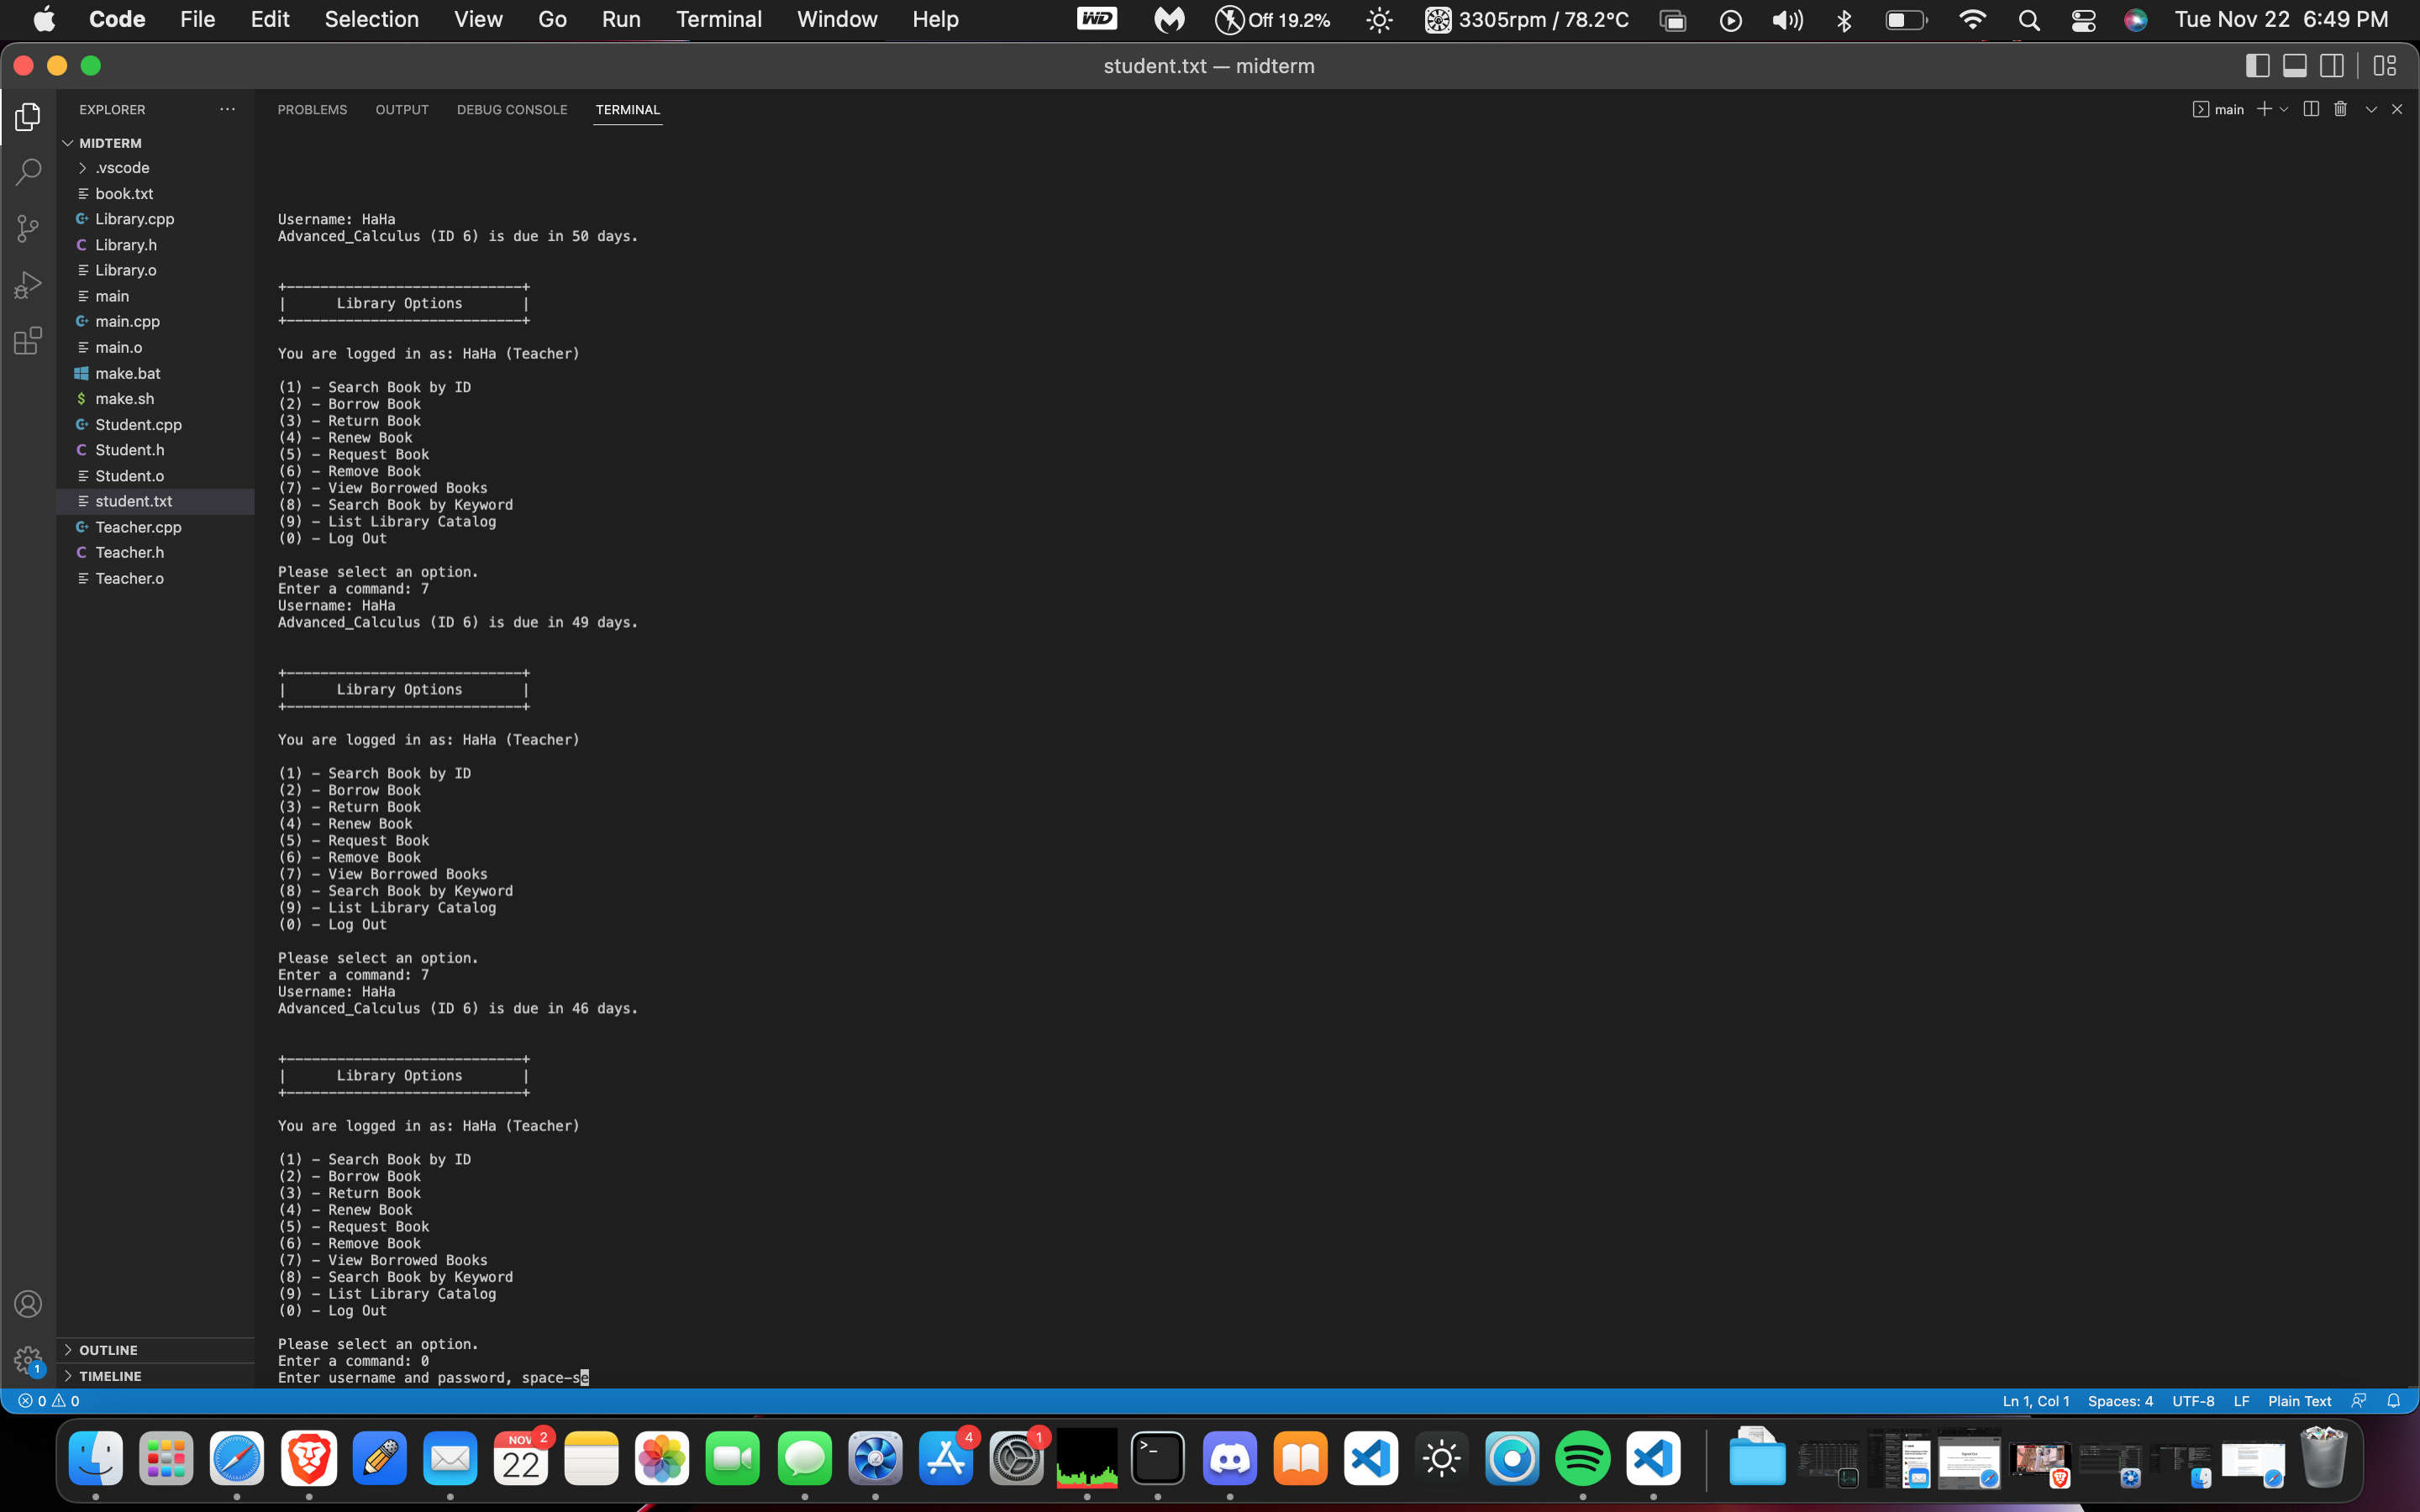 Code File Edit Selection View Go Run Terminal Window Help WD Off 19.2% 3305rpm / 78.2°C Tue Nov 22 6:49 PM
student.txt — midterm
EXPLORER ···
MIDTERM
.vscode
book.txt
Library.cpp
C Library.h
Library.o
main
main.cpp
main.o
make.bat
$ make.sh
Student.cpp
C Student.h
Student.o
student.txt
Teacher.cpp
C Teacher.h
Teacher.o
OUTLINE
TIMELINE
1
PROBLEMS OUTPUT DEBUG CONSOLE TERMINAL
main
Username: HaHa
Advanced_Calculus (ID 6) is due in 50 days.
+----------------------------+
| Library Options |
+----------------------------+
You are logged in as: HaHa (Teacher)
(1) - Search Book by ID
(2) - Borrow Book
(3) - Return Book
(4) - Renew Book
(5) - Request Book
(6) - Remove Book
(7) - View Borrowed Books
(8) - Search Book by Keyword
(9) - List Library Catalog
(0) - Log Out
Please select an option.
Enter a command: 7
Username: HaHa
Advanced_Calculus (ID 6) is due in 49 days.
+----------------------------+
| Library Options |
+----------------------------+
You are logged in as: HaHa (Teacher)
(1) - Search Book by ID
(2) - Borrow Book
(3) - Return Book
(4) - Renew Book
(5) - Request Book
(6) - Remove Book
(7) - View Borrowed Books
(8) - Search Book by Keyword
(9) - List Library Catalog
(0) - Log Out
Please select an option.
Enter a command: 7
Username: HaHa
Advanced_Calculus (ID 6) is due in 46 days.
+----------------------------+
| Library Options |
+----------------------------+
You are logged in as: HaHa (Teacher)
(1) - Search Book by ID
(2) - Borrow Book
(3) - Return Book
(4) - Renew Book
(5) - Request Book
(6) - Remove Book
(7) - View Borrowed Books
(8) - Search Book by Keyword
(9) - List Library Catalog
(0) - Log Out
Please select an option.
Enter a command: 0
Enter username and password, space-se
0 0 Ln 1, Col 1 Spaces: 4 UTF-8 LF Plain Text
NOV 2 4 1
22